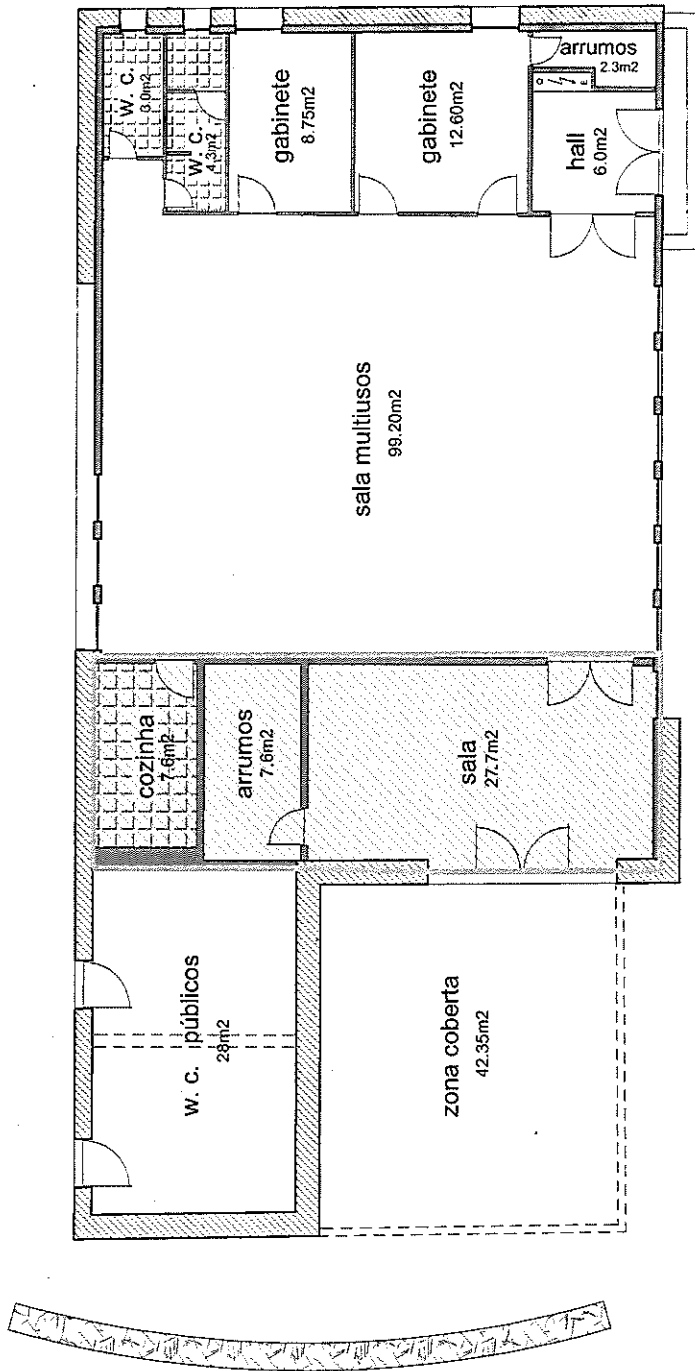 w. c. públicos
28m2
zona coberta
42.35m2
cozinha
7.6m2
arrumos
7.6m2
sala
27.7m2
sala multiusos
99.20m2
w. c.
3.0m2
w. c.
4.3m2
gabinete
8.75m2
gabinete
12.60m2
arrumos
2.3m2
E
hall
6.0m2